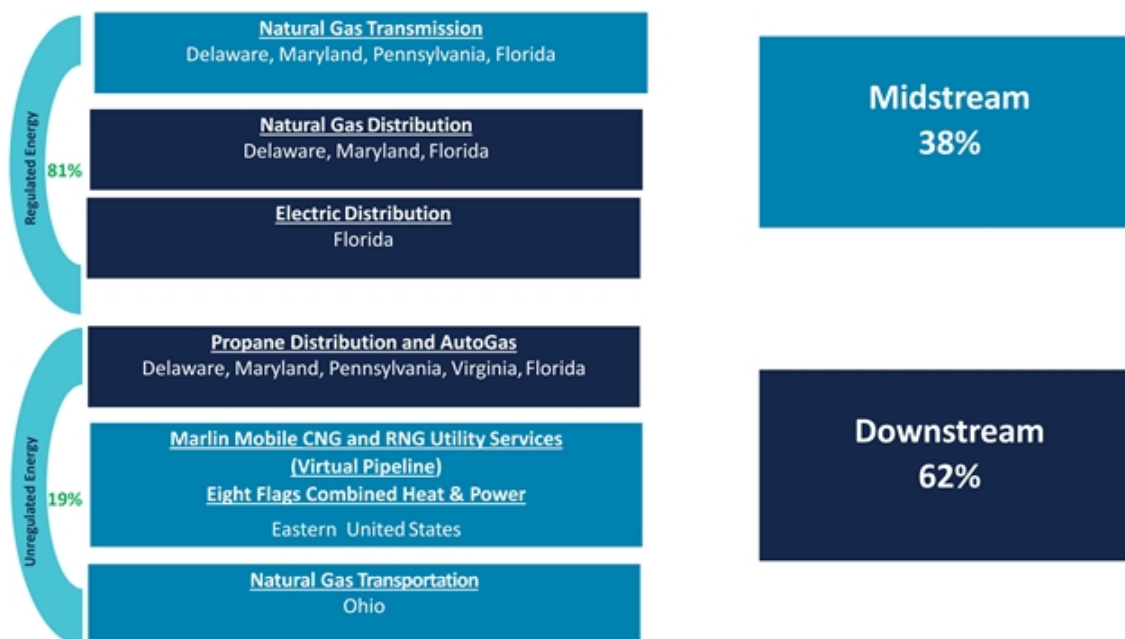 Regulated Energy
81%
Natural Gas Transmission
Delaware, Maryland, Pennsylvania, Florida
Natural Gas Distribution
Delaware, Maryland, Florida
Electric Distribution
Florida
Unregulated Energy
19%
Propane Distribution and AutoGas
Delaware, Maryland, Pennsylvania, Virginia, Florida
Marlin Mobile CNG and RNG Utility Services
(Virtual Pipeline)
Eight Flags Combined Heat & Power
Eastern United States
Natural Gas Transportation
Ohio
Midstream
38%
Downstream
62%